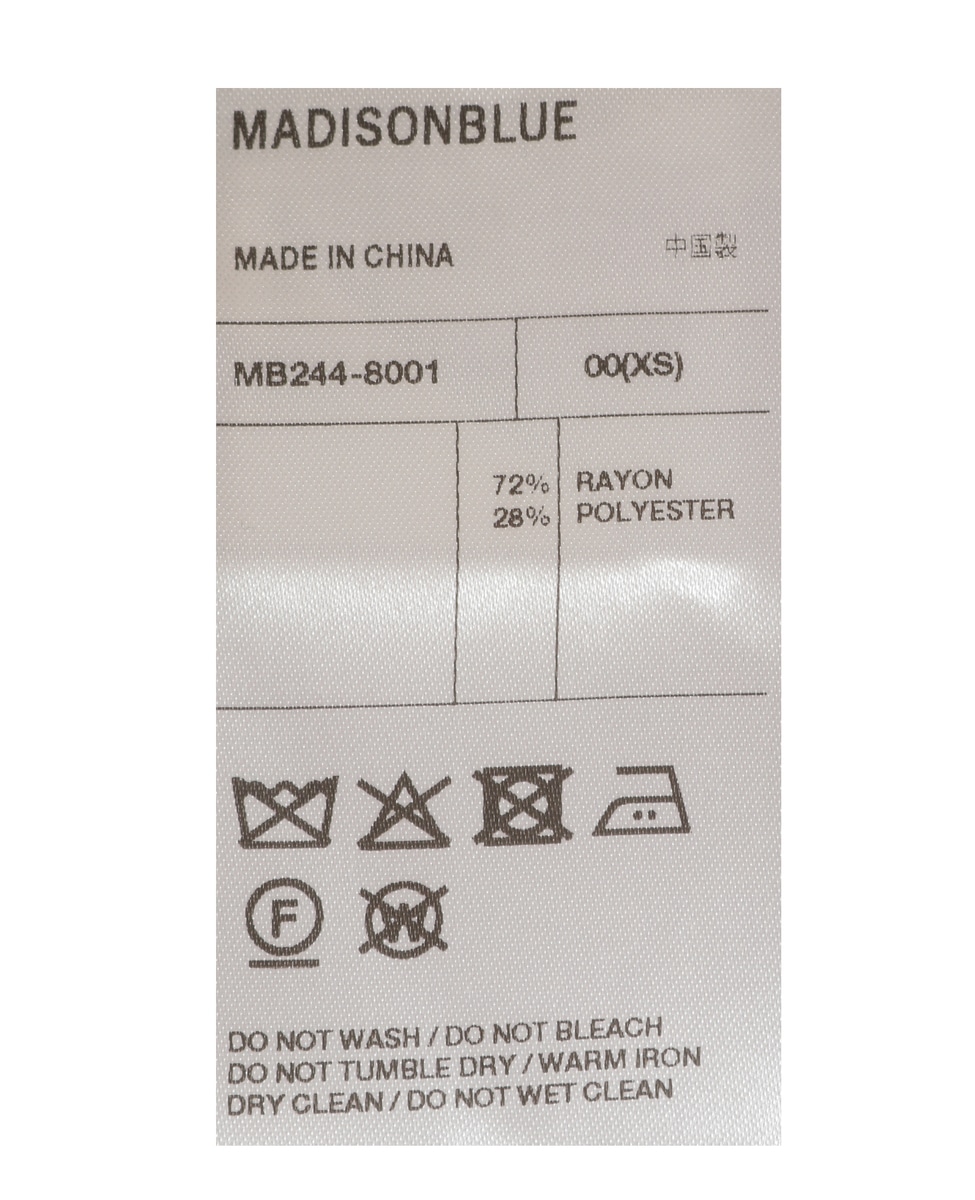 MADISONBLUE
MADE IN CHINA 中国製
MB244-8001 00(XS)
72% RAYON
28% POLYESTER
F W
DO NOT WASH / DO NOT BLEACH
DO NOT TUMBLE DRY / WARM IRON
DRY CLEAN / DO NOT WET CLEAN